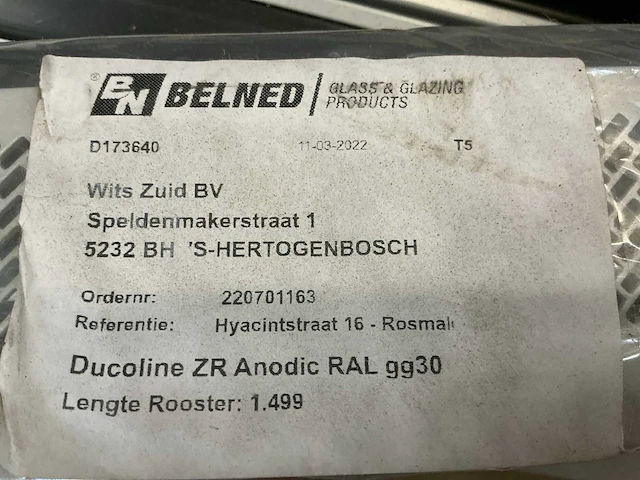 ® BN BELNED GLASS & GLAZING
PRODUCTS
D173640 11-03-2022 T5
Wits Zuid BV
Speldenmakerstraat 1
5232 BH 'S-HERTOGENBOSCH
Ordernr: 220701163
Referentie: Hyacintstraat 16 - Rosmal
Ducoline ZR Anodic RAL gg30
Lengte Rooster: 1.499